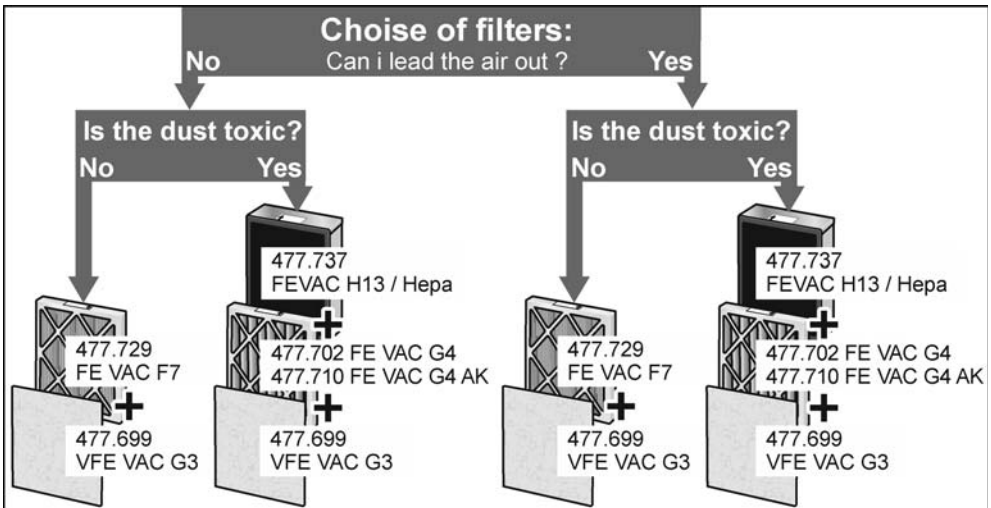 Choise of filters:
No Can i lead the air out ? Yes
Is the dust toxic?
No Yes
477.737
FEVAC H13 / Hepa
477.729
FE VAC F7
477.702 FE VAC G4
477.710 FE VAC G4 AK
477.699
VFE VAC G3
477.699
VFE VAC G3
Is the dust toxic?
No Yes
477.737
FEVAC H13 / Hepa
477.729
FE VAC F7
477.702 FE VAC G4
477.710 FE VAC G4 AK
477.699
VFE VAC G3
477.699
VFE VAC G3